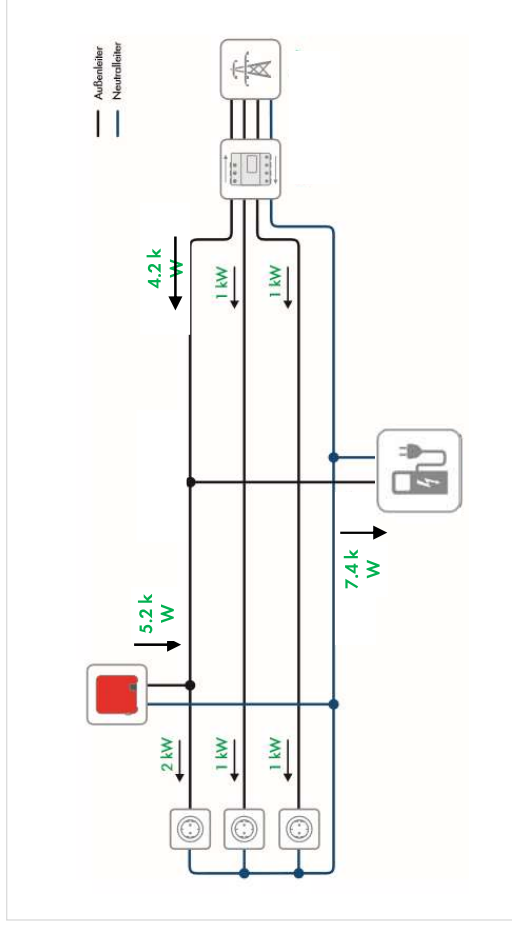 Außenleiter
Neutralleiter
4.2 k
W
1 kW
1 kW
5.2 k
W
7.4 k
W
2 kW
1 kW
1 kW